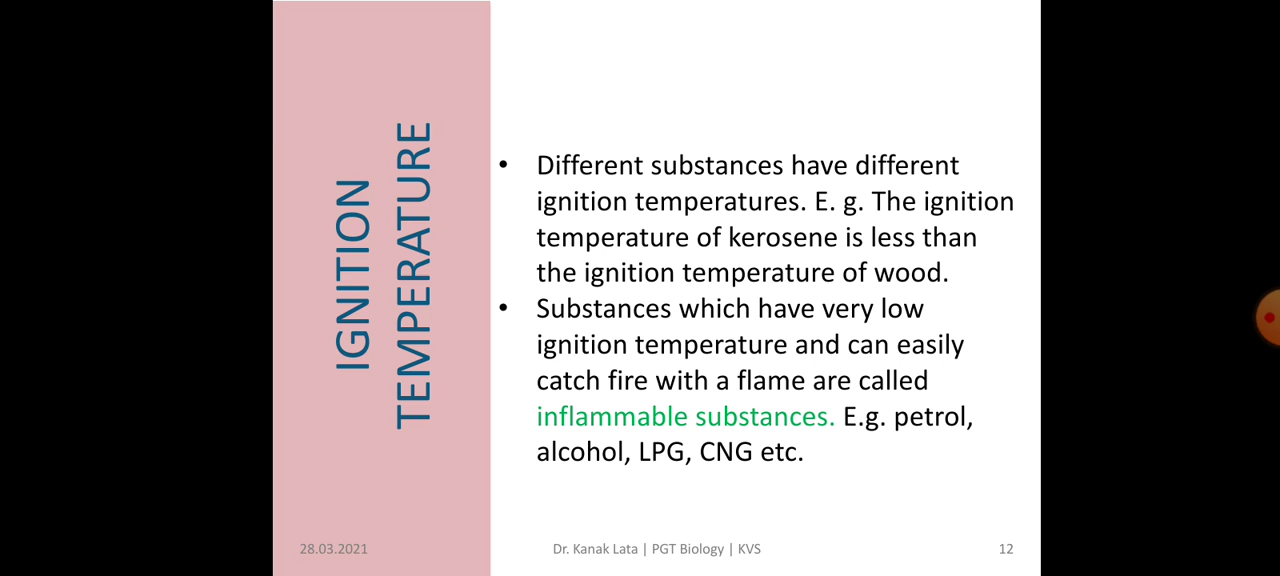 IGNITION
TEMPERATURE
• Different substances have different
ignition temperatures. E. g. The ignition
temperature of kerosene is less than
the ignition temperature of wood.
• Substances which have very low
ignition temperature and can easily
catch fire with a flame are called
inflammable substances. E.g. petrol,
alcohol, LPG, CNG etc.
28.03.2021
Dr. Kanak Lata | PGT Biology | KVS
12